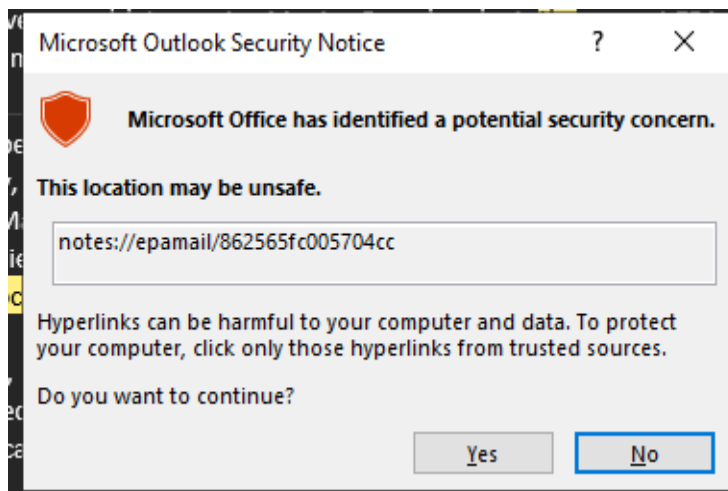 Microsoft Outlook Security Notice
Microsoft Office has identified a potential security concern.
This location may be unsafe.
notes://epamail/862565fc005704cc
Hyperlinks can be harmful to your computer and data. To protect
your computer, click only those hyperlinks from trusted sources.
Do you want to continue?
Yes No